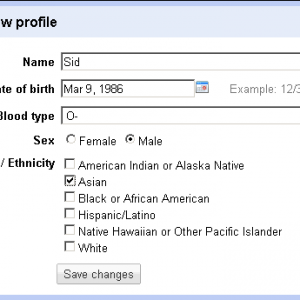 w profile
Name Sid
ate of birth Mar 9, 1986 Example: 12/3
Blood type O-
Sex Female Male
/ Ethnicity American Indian or Alaska Native
Asian
Black or African American
Hispanic/Latino
Native Hawaiian or Other Pacific Islander
White
Save changes